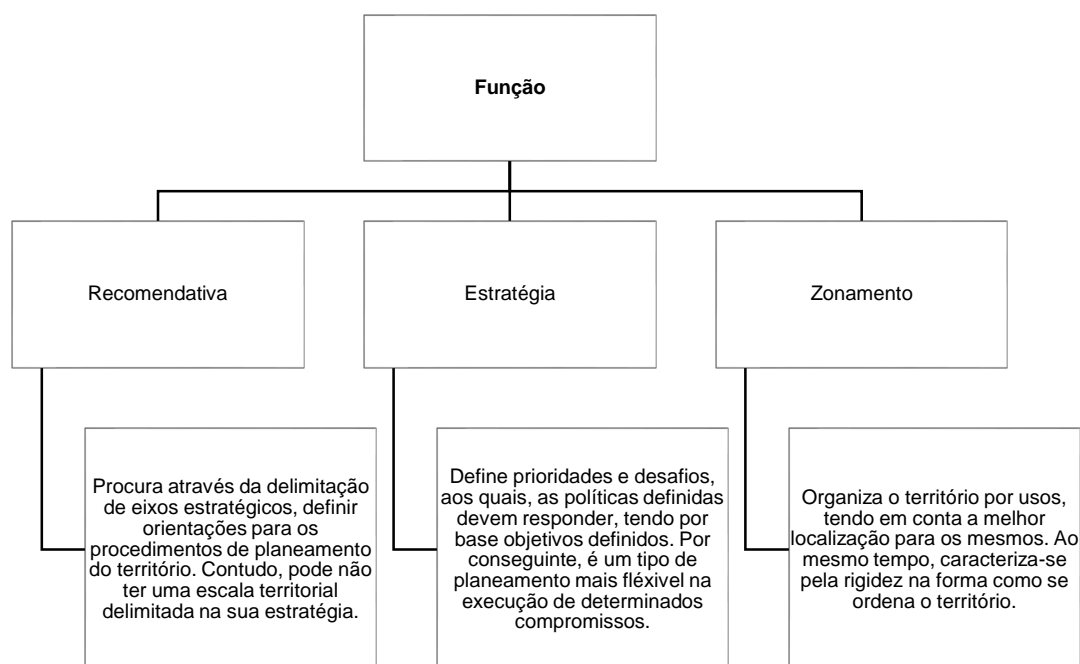 Função
Recomendativa
Estratégia
Zonamento
Procura através da delimitação
de eixos estratégicos, definir
orientações para os
procedimentos de planeamento
do território. Contudo, pode não
ter uma escala territorial
delimitada na sua estratégia.
Define prioridades e desafios,
aos quais, as políticas definidas
devem responder, tendo por
base objetivos definidos. Por
conseguinte, é um tipo de
planeamento mais fléxivel na
execução de determinados
compromissos.
Organiza o território por usos,
tendo em conta a melhor
localização para os mesmos. Ao
mesmo tempo, caracteriza-se
pela rigidez na forma como se
ordena o território.